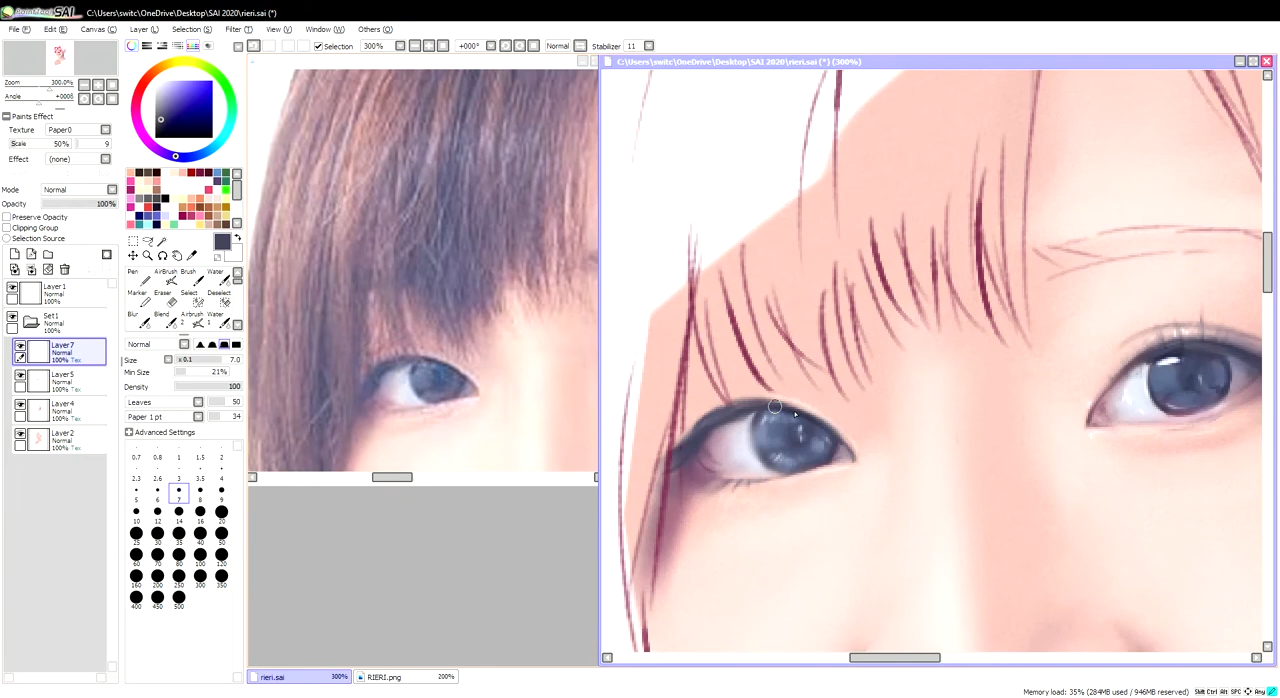 PaintTool SAI C:\Users\switc\OneDrive\Desktop\SAI 2020\rieri.sai (*)
File (F) Edit (E) Canvas (C) Layer (L) Selection (S) Filter (T) View (V) Window (W) Others (O)
Selection 300% +000° Normal Stabilizer 11
C:\Users\switc\OneDrive\Desktop\SAI 2020\rieri.sai (*) (300%)
Zoom 300.0%
Angle +000ß
Paints Effect
Texture Paper0
Scale 50% 9
Effect (none)
Mode Normal
Opacity 100%
Preserve Opacity
Clipping Group
Selection Source
Layer1
Normal
100%
Set1
Normal
100%
Layer7
Normal
100% Tex
Layer5
Normal
100% Tex
Layer4
Normal
100% Tex
Layer2
Normal
100% Tex
Pen AirBrush Brush Water
Marker Eraser Select Deselect
Blur Blend Airbrush 2 Water 1
Normal
Size x 0.1 7.0
Min Size 21%
Density 100
Leaves 50
Paper 1 pt 34
Advanced Settings
0.7 0.8 1 1.5 2
2.3 2.6 3 3.5 4
5 6 7 8 9
10 12 14 16 20
25 30 35 40 50
60 70 80 100 120
160 200 250 300 350
400 450 500
rieri.sai 300% RIERI.png 200%
Memory load: 35% (284MB used / 946MB reserved) Shft Ctrl Alt SPC Any